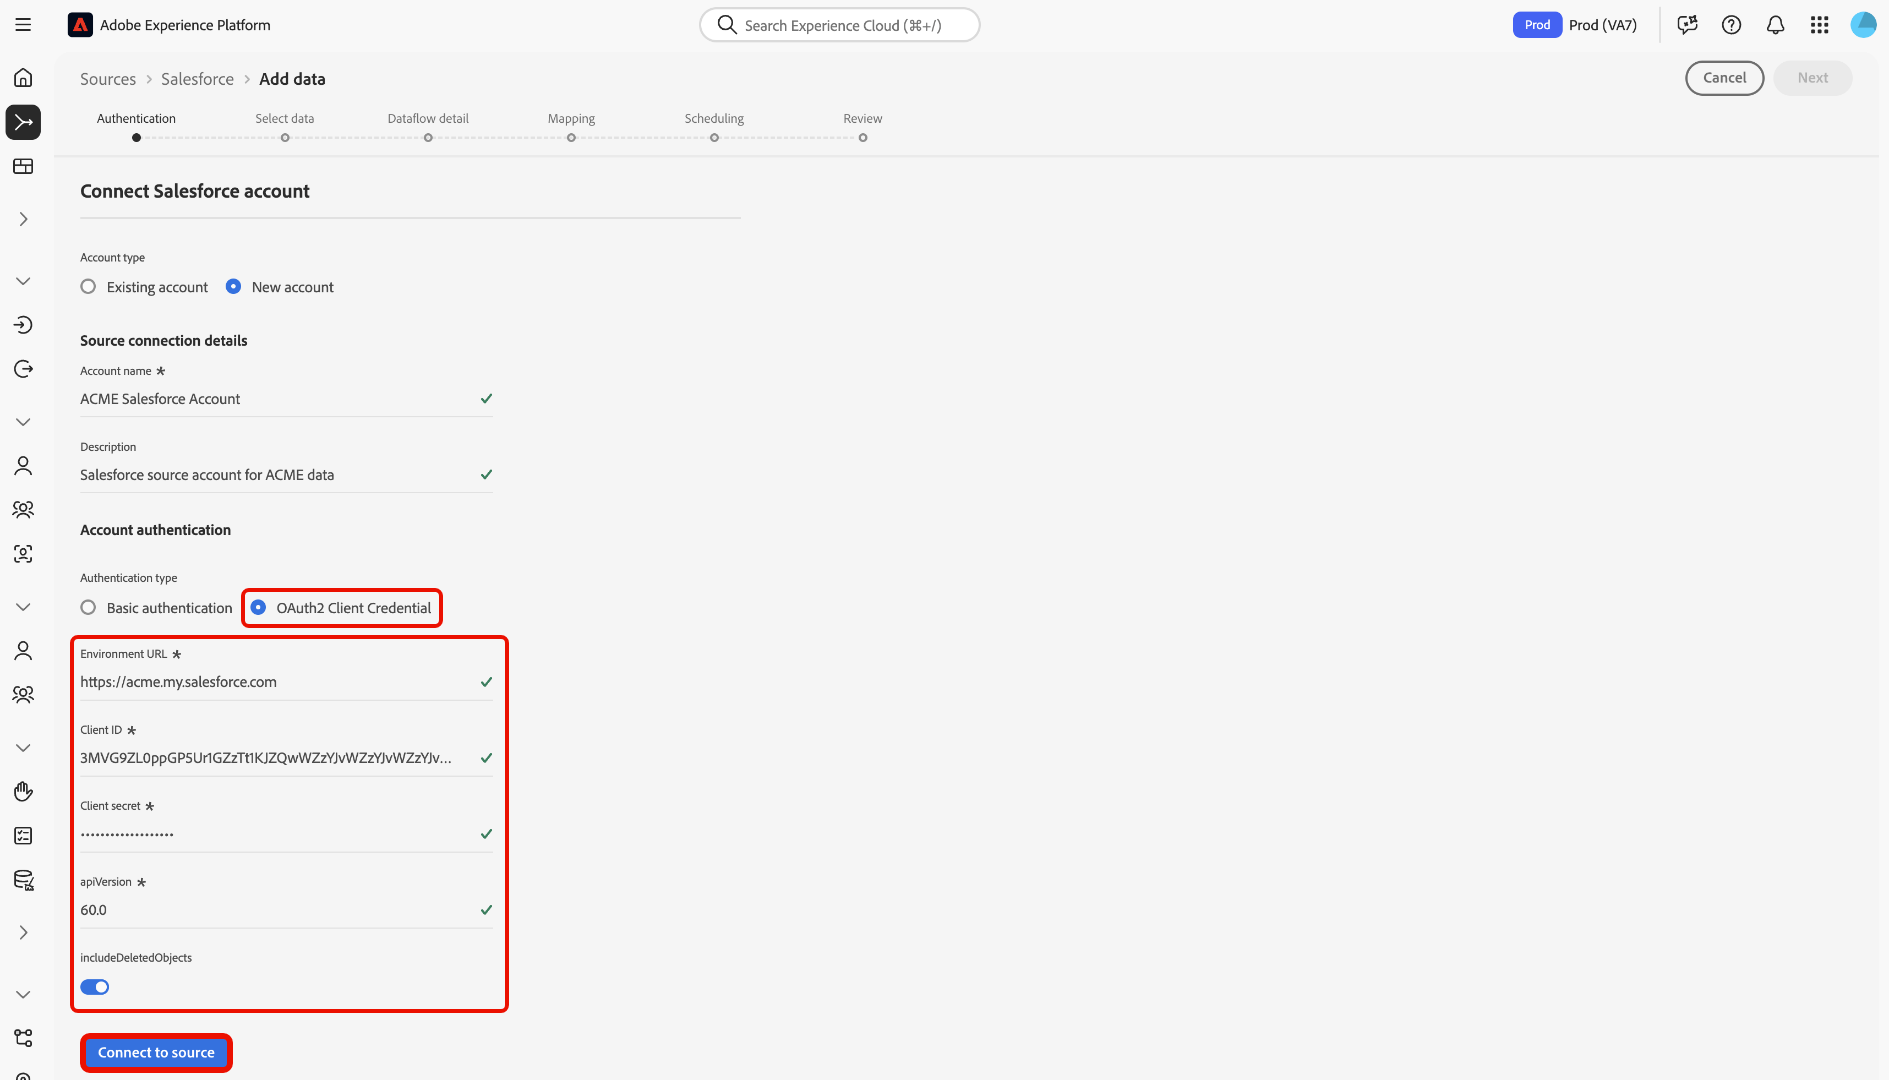 Adobe Experience Platform
Search Experience Cloud (⌘+/)
Prod
Prod (VA7)
Sources > Salesforce > Add data
Cancel
Next
Authentication
Select data
Dataflow detail
Mapping
Scheduling
Review
Connect Salesforce account
Account type
Existing account
New account
Source connection details
Account name *
ACME Salesforce Account
Description
Salesforce source account for ACME data
Account authentication
Authentication type
Basic authentication
OAuth2 Client Credential
Environment URL *
https://acme.my.salesforce.com
Client ID *
3MVG9ZL0ppGP5Ur1GZzTt1KJZQwWZzYJvWZzYJvWZzYJv...
Client secret *
•••••••••••••••••••
apiVersion *
60.0
includeDeletedObjects
Connect to source